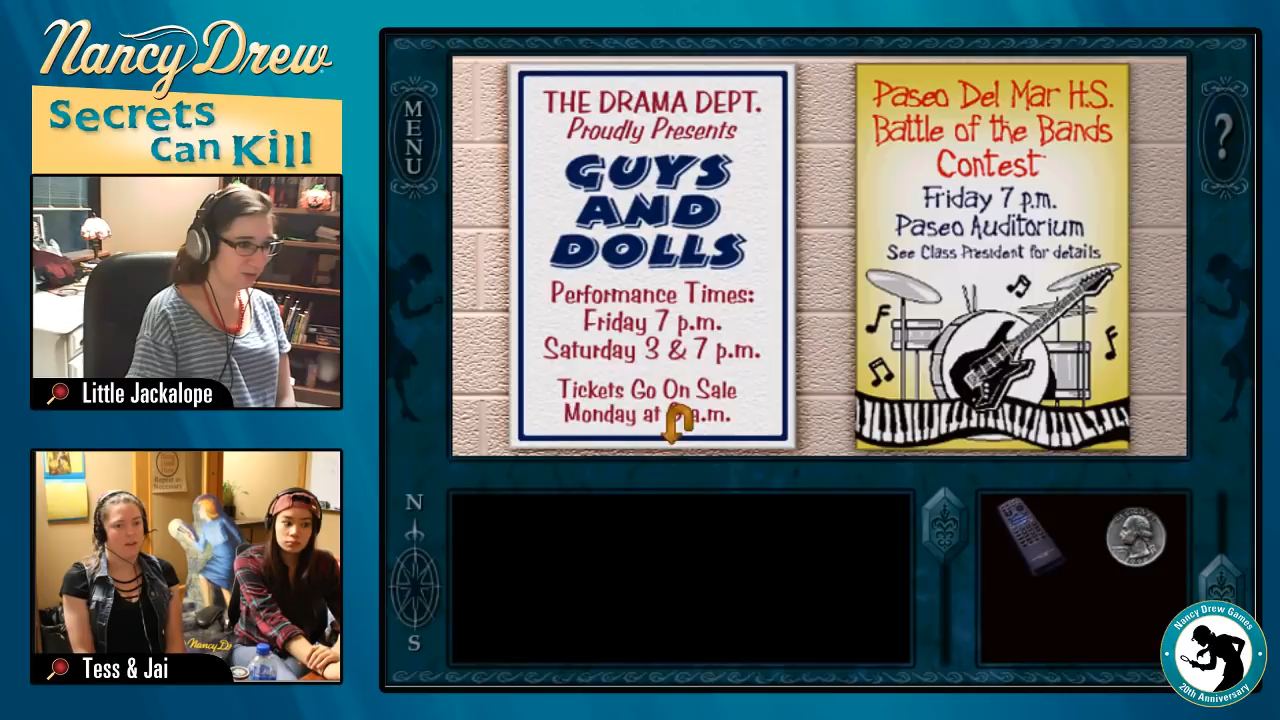 Nancy Drew
Secrets
Can Kill
Little Jackalope
Nancy D
Tess & Jai
MENU
?
THE DRAMA DEPT.
Proudly Presents
GUYS
AND
DOLLS
Performance Times:
Friday 7 p.m.
Saturday 3 & 7 p.m.
Tickets Go On Sale
Monday at a.m.
Paseo Del Mar H.S.
Battle of the Bands
Contest
Friday 7 p.m.
Paseo Auditorium
See Class President for details
N
S
Nancy Drew Games
20th Anniversary